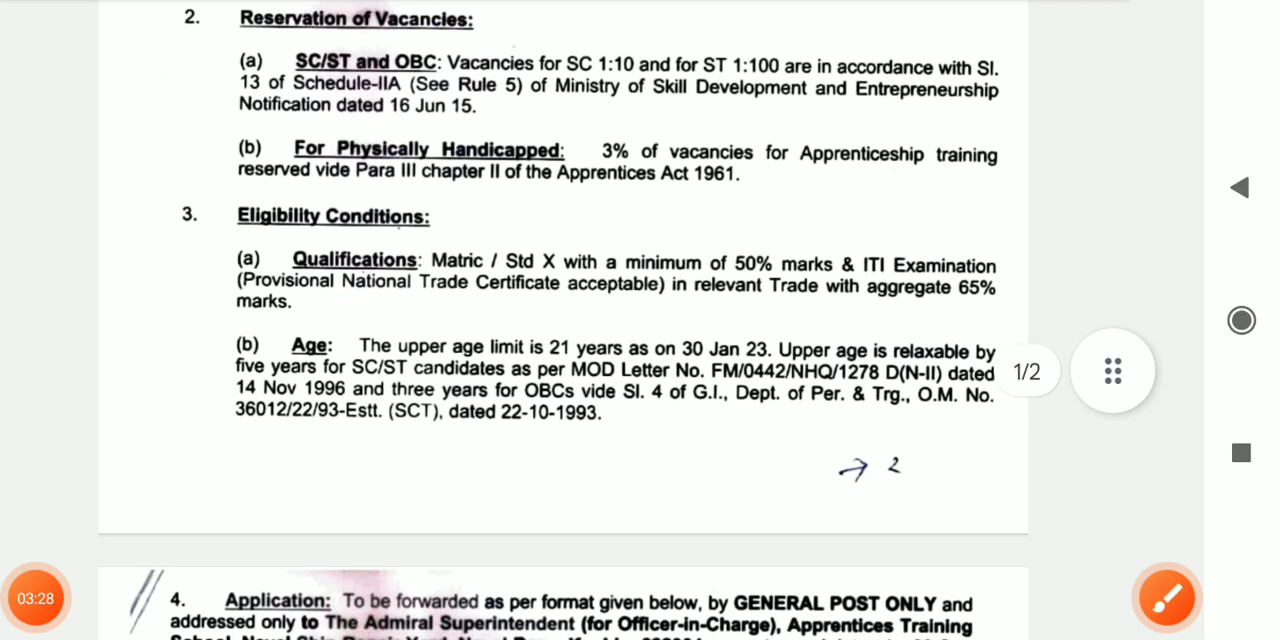 2. Reservation of Vacancies:
(a) SC/ST and OBC: Vacancies for SC 1:10 and for ST 1:100 are in accordance with Sl.
13 of Schedule-IIA (See Rule 5) of Ministry of Skill Development and Entrepreneurship
Notification dated 16 Jun 15.
(b) For Physically Handicapped: 3% of vacancies for Apprenticeship training
reserved vide Para III chapter II of the Apprentices Act 1961.
3. Eligibility Conditions:
(a) Qualifications: Matric / Std X with a minimum of 50% marks & ITI Examination
(Provisional National Trade Certificate acceptable) in relevant Trade with aggregate 65%
marks.
(b) Age: The upper age limit is 21 years as on 30 Jan 23. Upper age is relaxable by
five years for SC/ST candidates as per MOD Letter No. FM/0442/NHQ/1278 D(N-II) dated
14 Nov 1996 and three years for OBCs vide Sl. 4 of G.I., Dept. of Per. & Trg., O.M. No.
36012/22/93-Estt. (SCT), dated 22-10-1993.
1/2
→ 2
03:28
4. Application: To be forwarded as per format given below, by GENERAL POST ONLY and
addressed only to The Admiral Superintendent (for Officer-in-Charge), Apprentices Training